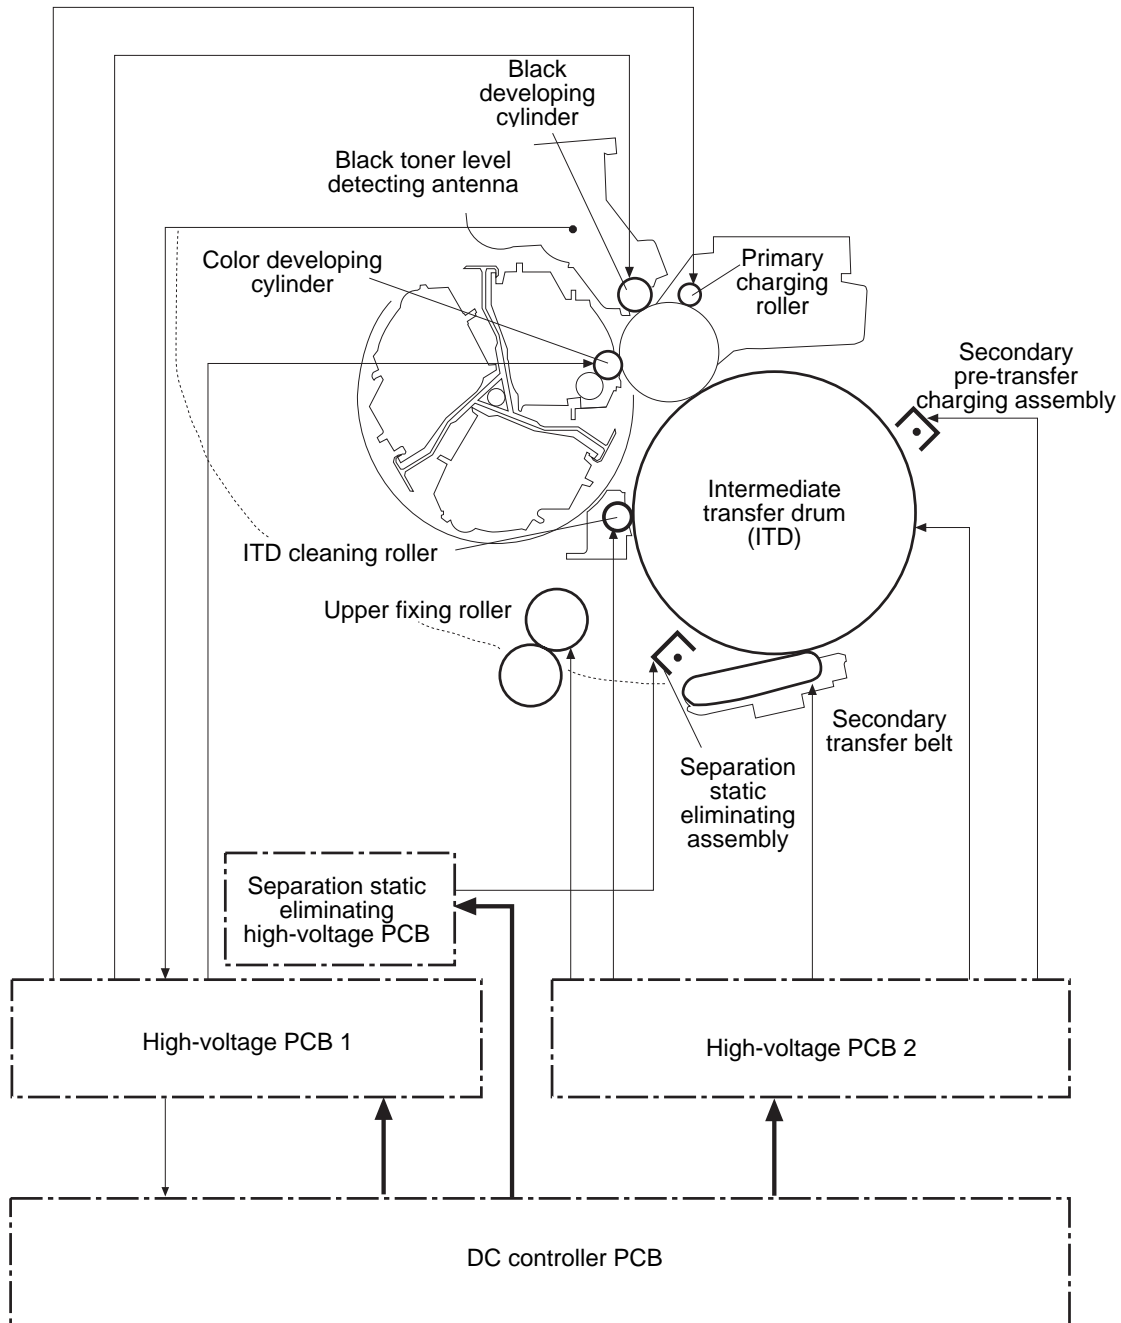 Black
developing
cylinder
Black toner level
detecting antenna
Color developing
cylinder
Primary
charging
roller
Secondary
pre-transfer
charging assembly
Intermediate
transfer drum
(ITD)
ITD cleaning roller
Upper fixing roller
Secondary
transfer belt
Separation
static
eliminating
assembly
Separation static
eliminating
high-voltage PCB
High-voltage PCB 1
High-voltage PCB 2
DC controller PCB